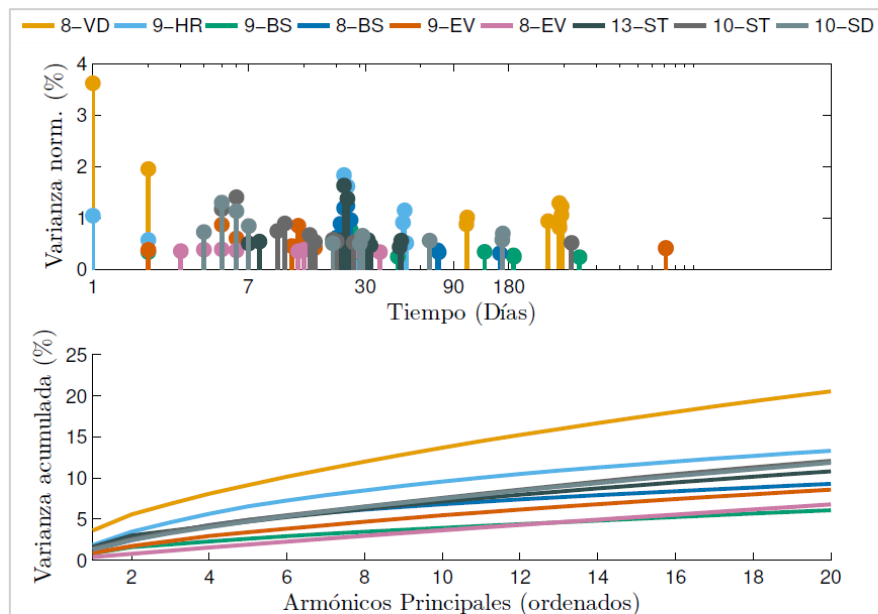 8–VD 9–HR 9–BS 8–BS 9–EV 8–EV 13–ST 10–ST 10–SD
Varianza norm. (%)
4
3
2
1
0
1 7 30 90 180
Tiempo (Días)
Varianza acumulada (%)
25
20
15
10
5
0
2 4 6 8 10 12 14 16 18 20
Armónicos Principales (ordenados)